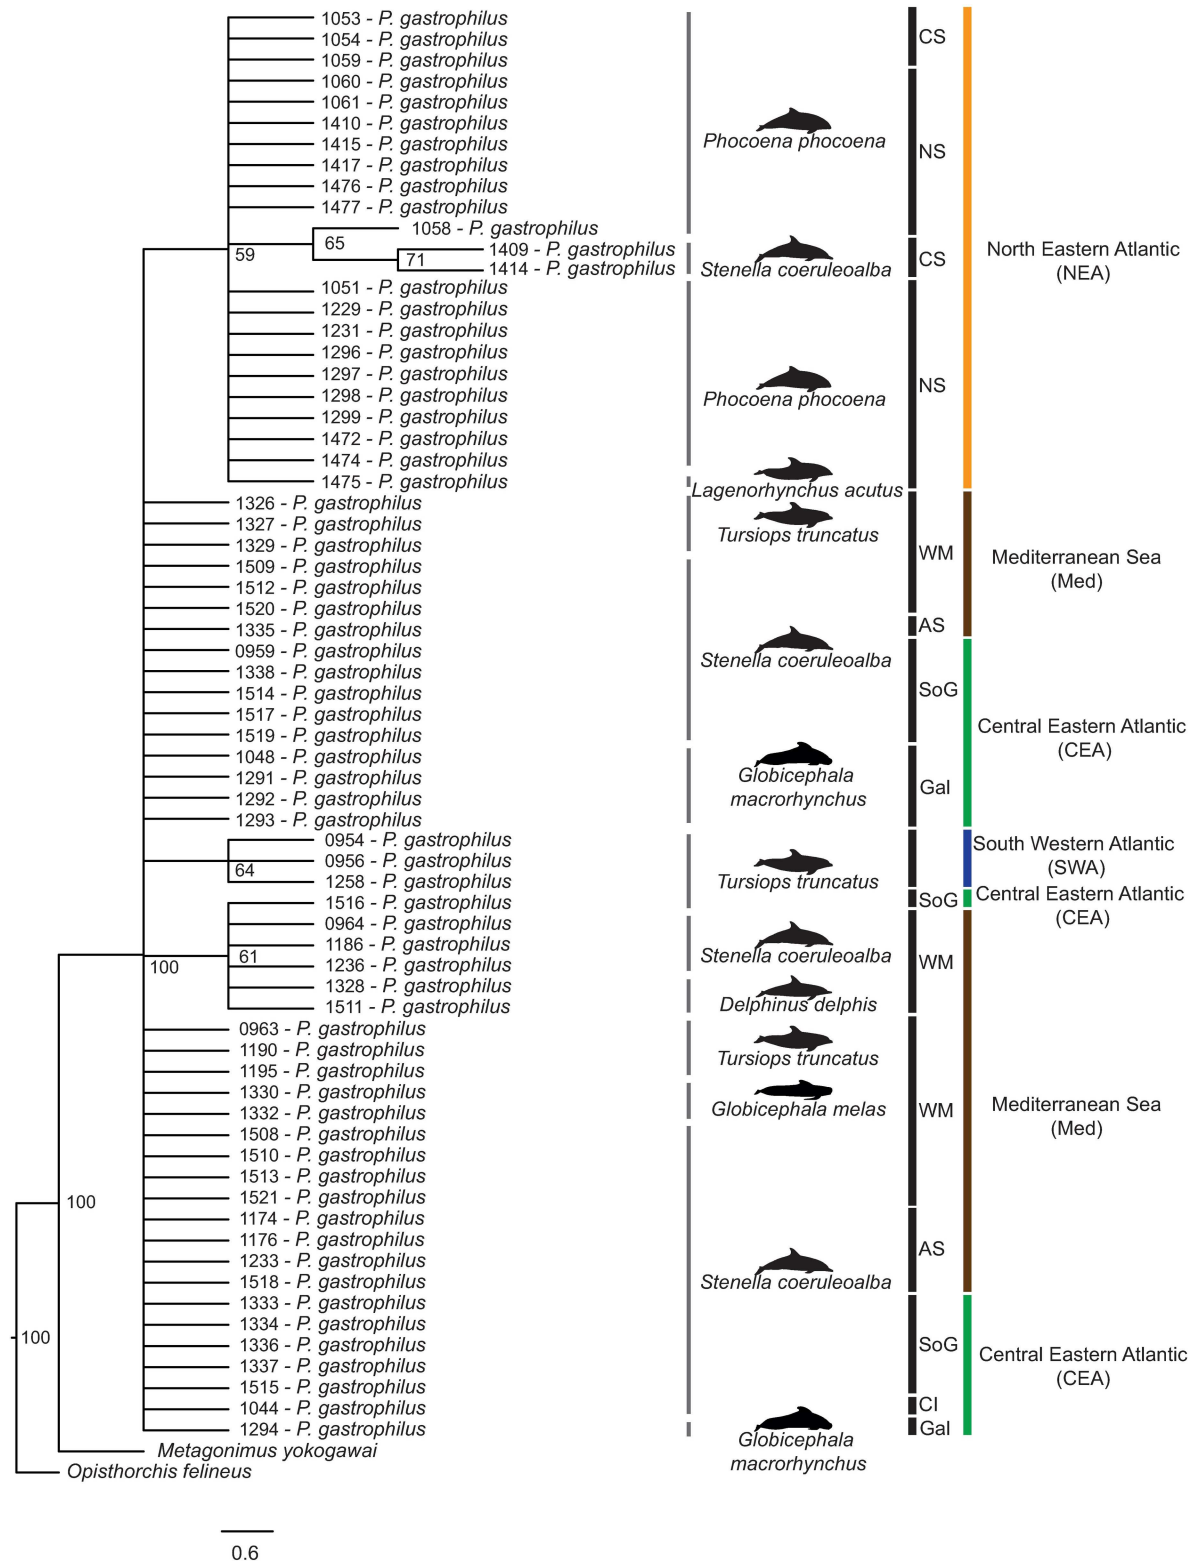 1053 - P. gastrophilus
1054 - P. gastrophilus
1059 - P. gastrophilus
1060 - P. gastrophilus
1061 - P. gastrophilus
1410 - P. gastrophilus
1415 - P. gastrophilus
1417 - P. gastrophilus
1476 - P. gastrophilus
1477 - P. gastrophilus
1058 - P. gastrophilus
1409 - P. gastrophilus
1414 - P. gastrophilus
1051 - P. gastrophilus
1229 - P. gastrophilus
1231 - P. gastrophilus
1296 - P. gastrophilus
1297 - P. gastrophilus
1298 - P. gastrophilus
1299 - P. gastrophilus
1472 - P. gastrophilus
1474 - P. gastrophilus
1475 - P. gastrophilus
1326 - P. gastrophilus
1327 - P. gastrophilus
1329 - P. gastrophilus
1509 - P. gastrophilus
1512 - P. gastrophilus
1520 - P. gastrophilus
1335 - P. gastrophilus
0959 - P. gastrophilus
1338 - P. gastrophilus
1514 - P. gastrophilus
1517 - P. gastrophilus
1519 - P. gastrophilus
1048 - P. gastrophilus
1291 - P. gastrophilus
1292 - P. gastrophilus
1293 - P. gastrophilus
0954 - P. gastrophilus
0956 - P. gastrophilus
1258 - P. gastrophilus
1516 - P. gastrophilus
0964 - P. gastrophilus
1186 - P. gastrophilus
1236 - P. gastrophilus
1328 - P. gastrophilus
1511 - P. gastrophilus
0963 - P. gastrophilus
1190 - P. gastrophilus
1195 - P. gastrophilus
1330 - P. gastrophilus
1332 - P. gastrophilus
1508 - P. gastrophilus
1510 - P. gastrophilus
1513 - P. gastrophilus
1521 - P. gastrophilus
1174 - P. gastrophilus
1176 - P. gastrophilus
1233 - P. gastrophilus
1518 - P. gastrophilus
1333 - P. gastrophilus
1334 - P. gastrophilus
1336 - P. gastrophilus
1337 - P. gastrophilus
1515 - P. gastrophilus
1044 - P. gastrophilus
1294 - P. gastrophilus
Metagonimus yokogawai
Opisthorchis felineus
59
65
71
64
61
100
100
100
0.6
Phocoena phocoena
Stenella coeruleoalba
Phocoena phocoena
Lagenorhynchus acutus
Tursiops truncatus
Stenella coeruleoalba
Globicephala
macrorhynchus
Tursiops truncatus
Stenella coeruleoalba
Delphinus delphis
Tursiops truncatus
Globicephala melas
Stenella coeruleoalba
Globicephala
macrorhynchus
CS
NS
CS
NS
WM
AS
SoG
Gal
SoG
WM
WM
AS
SoG
CI
Gal
North Eastern Atlantic
(NEA)
Mediterranean Sea
(Med)
Central Eastern Atlantic
(CEA)
South Western Atlantic
(SWA)
Central Eastern Atlantic
(CEA)
Mediterranean Sea
(Med)
Central Eastern Atlantic
(CEA)